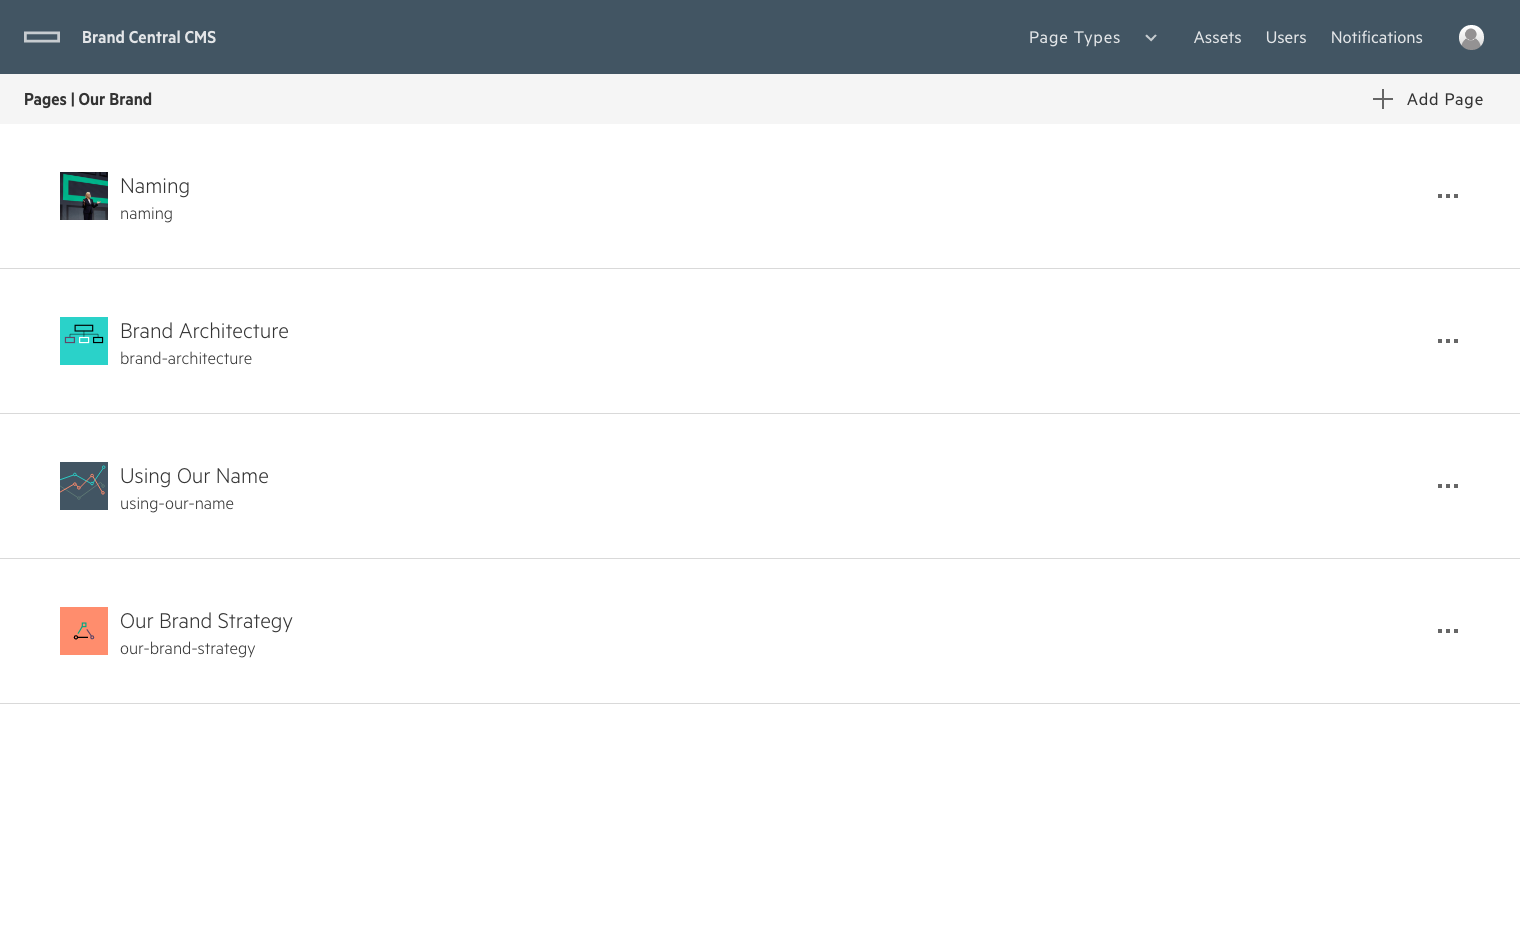 Brand Central CMS
Page Types
Assets
Users
Notifications
Pages | Our Brand
Add Page
Naming
naming
Brand Architecture
brand-architecture
Using Our Name
using-our-name
Our Brand Strategy
our-brand-strategy